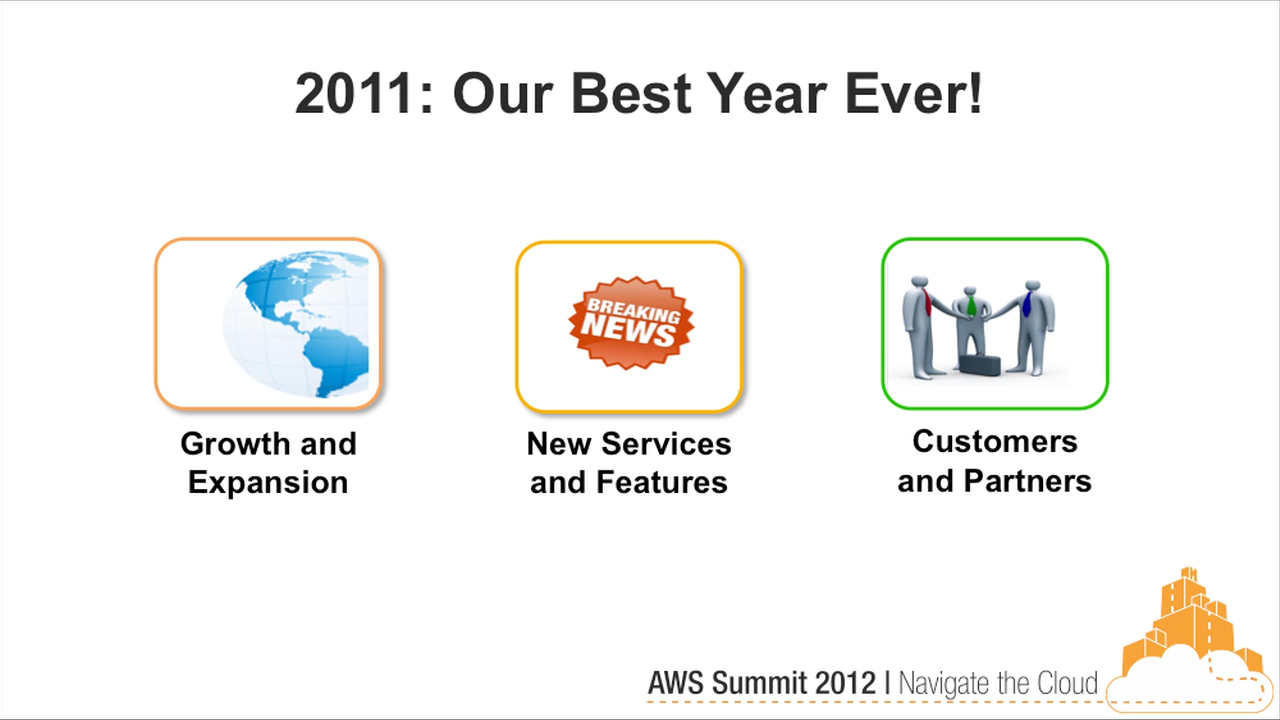 2011: Our Best Year Ever!
BREAKING
NEWS
Growth and
Expansion
New Services
and Features
Customers
and Partners
AWS Summit 2012 | Navigate the Cloud